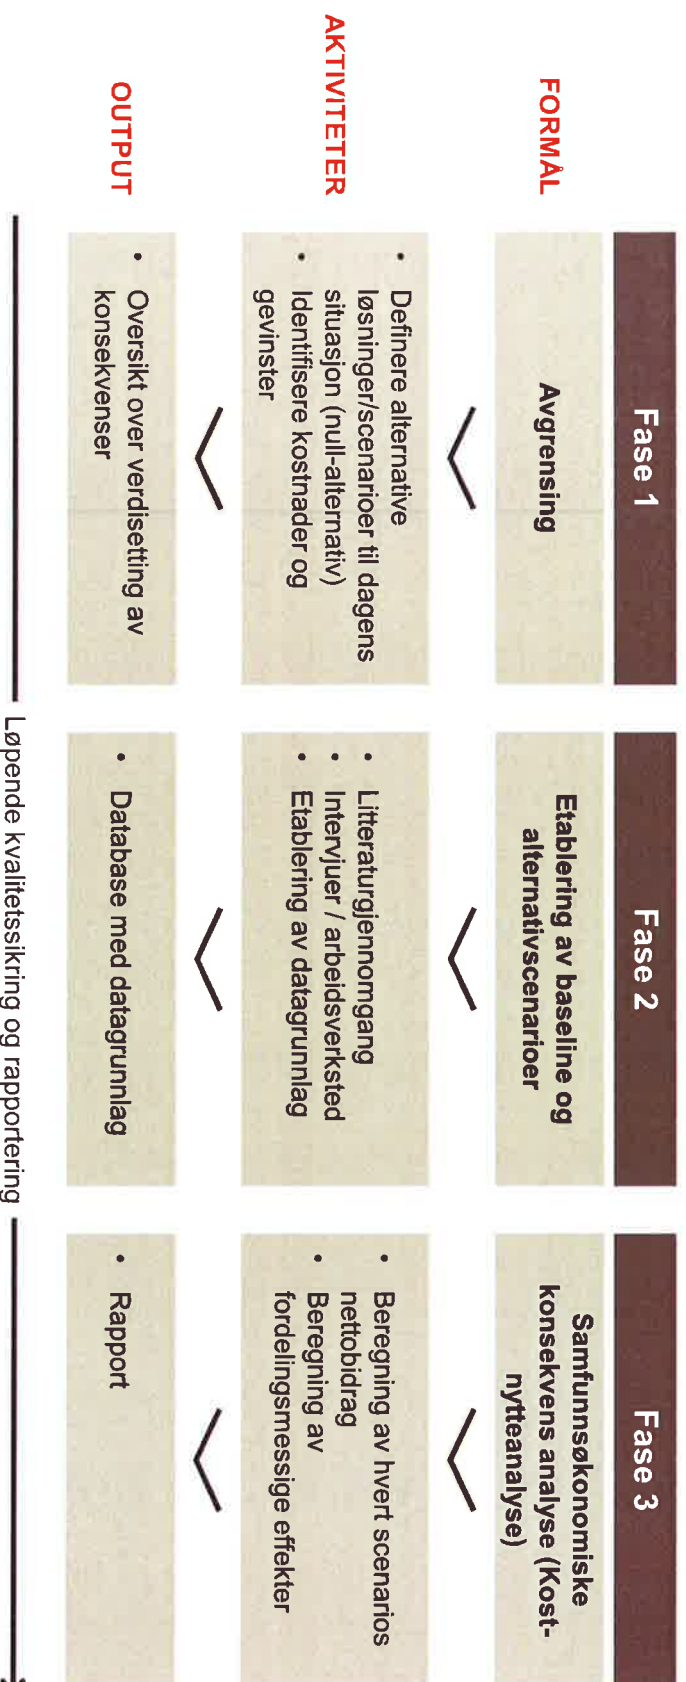 Fase 1
Fase 2
Fase 3
FORMÅL
Avgrensing
Etablering av baseline og
alternativscenarioer
Samfunnsøkonomiske
konsekvens analyse (Kost-
nytteanalyse)
AKTIVITETER
• Definere alternative
løsninger/scenarioer til dagens
situasjon (null-alternativ)
• Identifisere kostnader og
gevinster
• Litteraturgjennomgang
• Intervjuer / arbeidsverksted
• Etablering av datagrunnlag
• Beregning av hvert scenarios
nettobidrag
• Beregning av
fordelingsmessige effekter
OUTPUT
• Oversikt over verdisetting av
konsekvenser
• Database med datagrunnlag
• Rapport
Løpende kvalitetssikring og rapportering